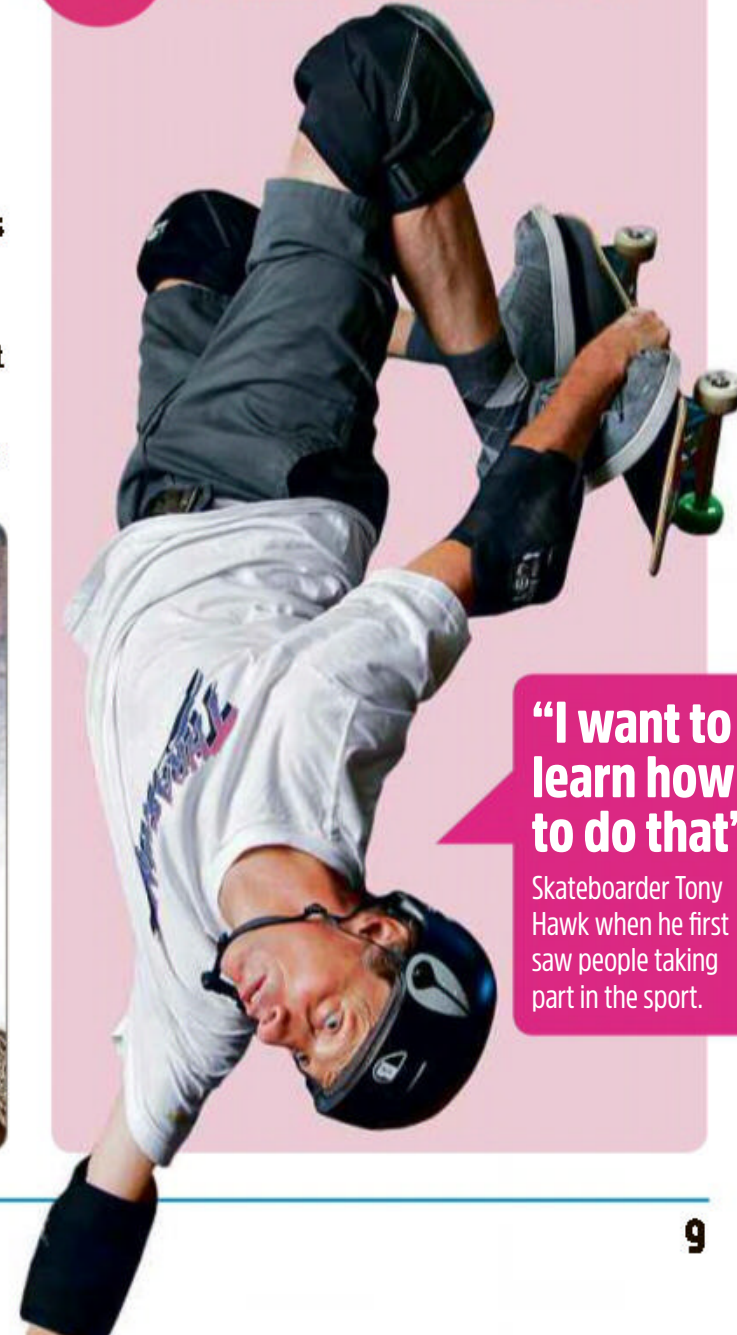 “I want to
learn how
to do that”
Skateboarder Tony
Hawk when he first
saw people taking
part in the sport.
THRASHER
9